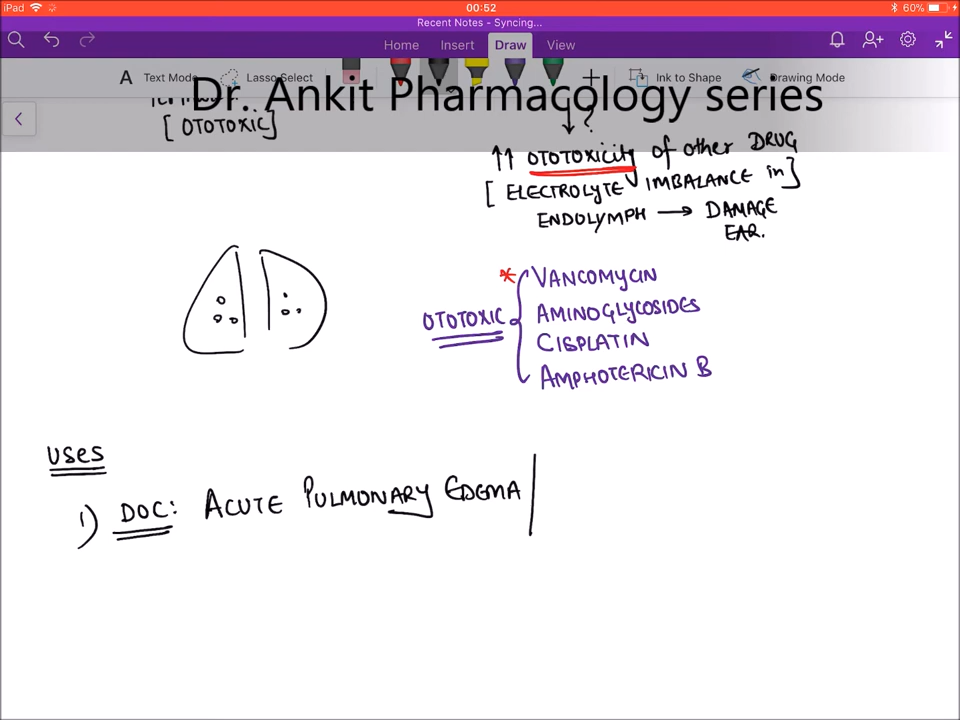 iPad 00:52 60%
Recent Notes - Syncing...
Home Insert Draw View
A Text Mode Lasso Select Ink to Shape Drawing Mode
Dr. Ankit Pharmacology series
[OTOTOXIC]
?
↑↑ OTOTOXICITY of other DRUG
[ELECTROLYTE IMBALANCE in]
ENDOLYMPH → DAMAGE
EAR.
* VANCOMYCIN
OTOTOXIC AMINOGLYCOSIDES
CISPLATIN
AMPHOTERICIN B
USES
1) DOC: ACUTE PULMONARY EDEMA